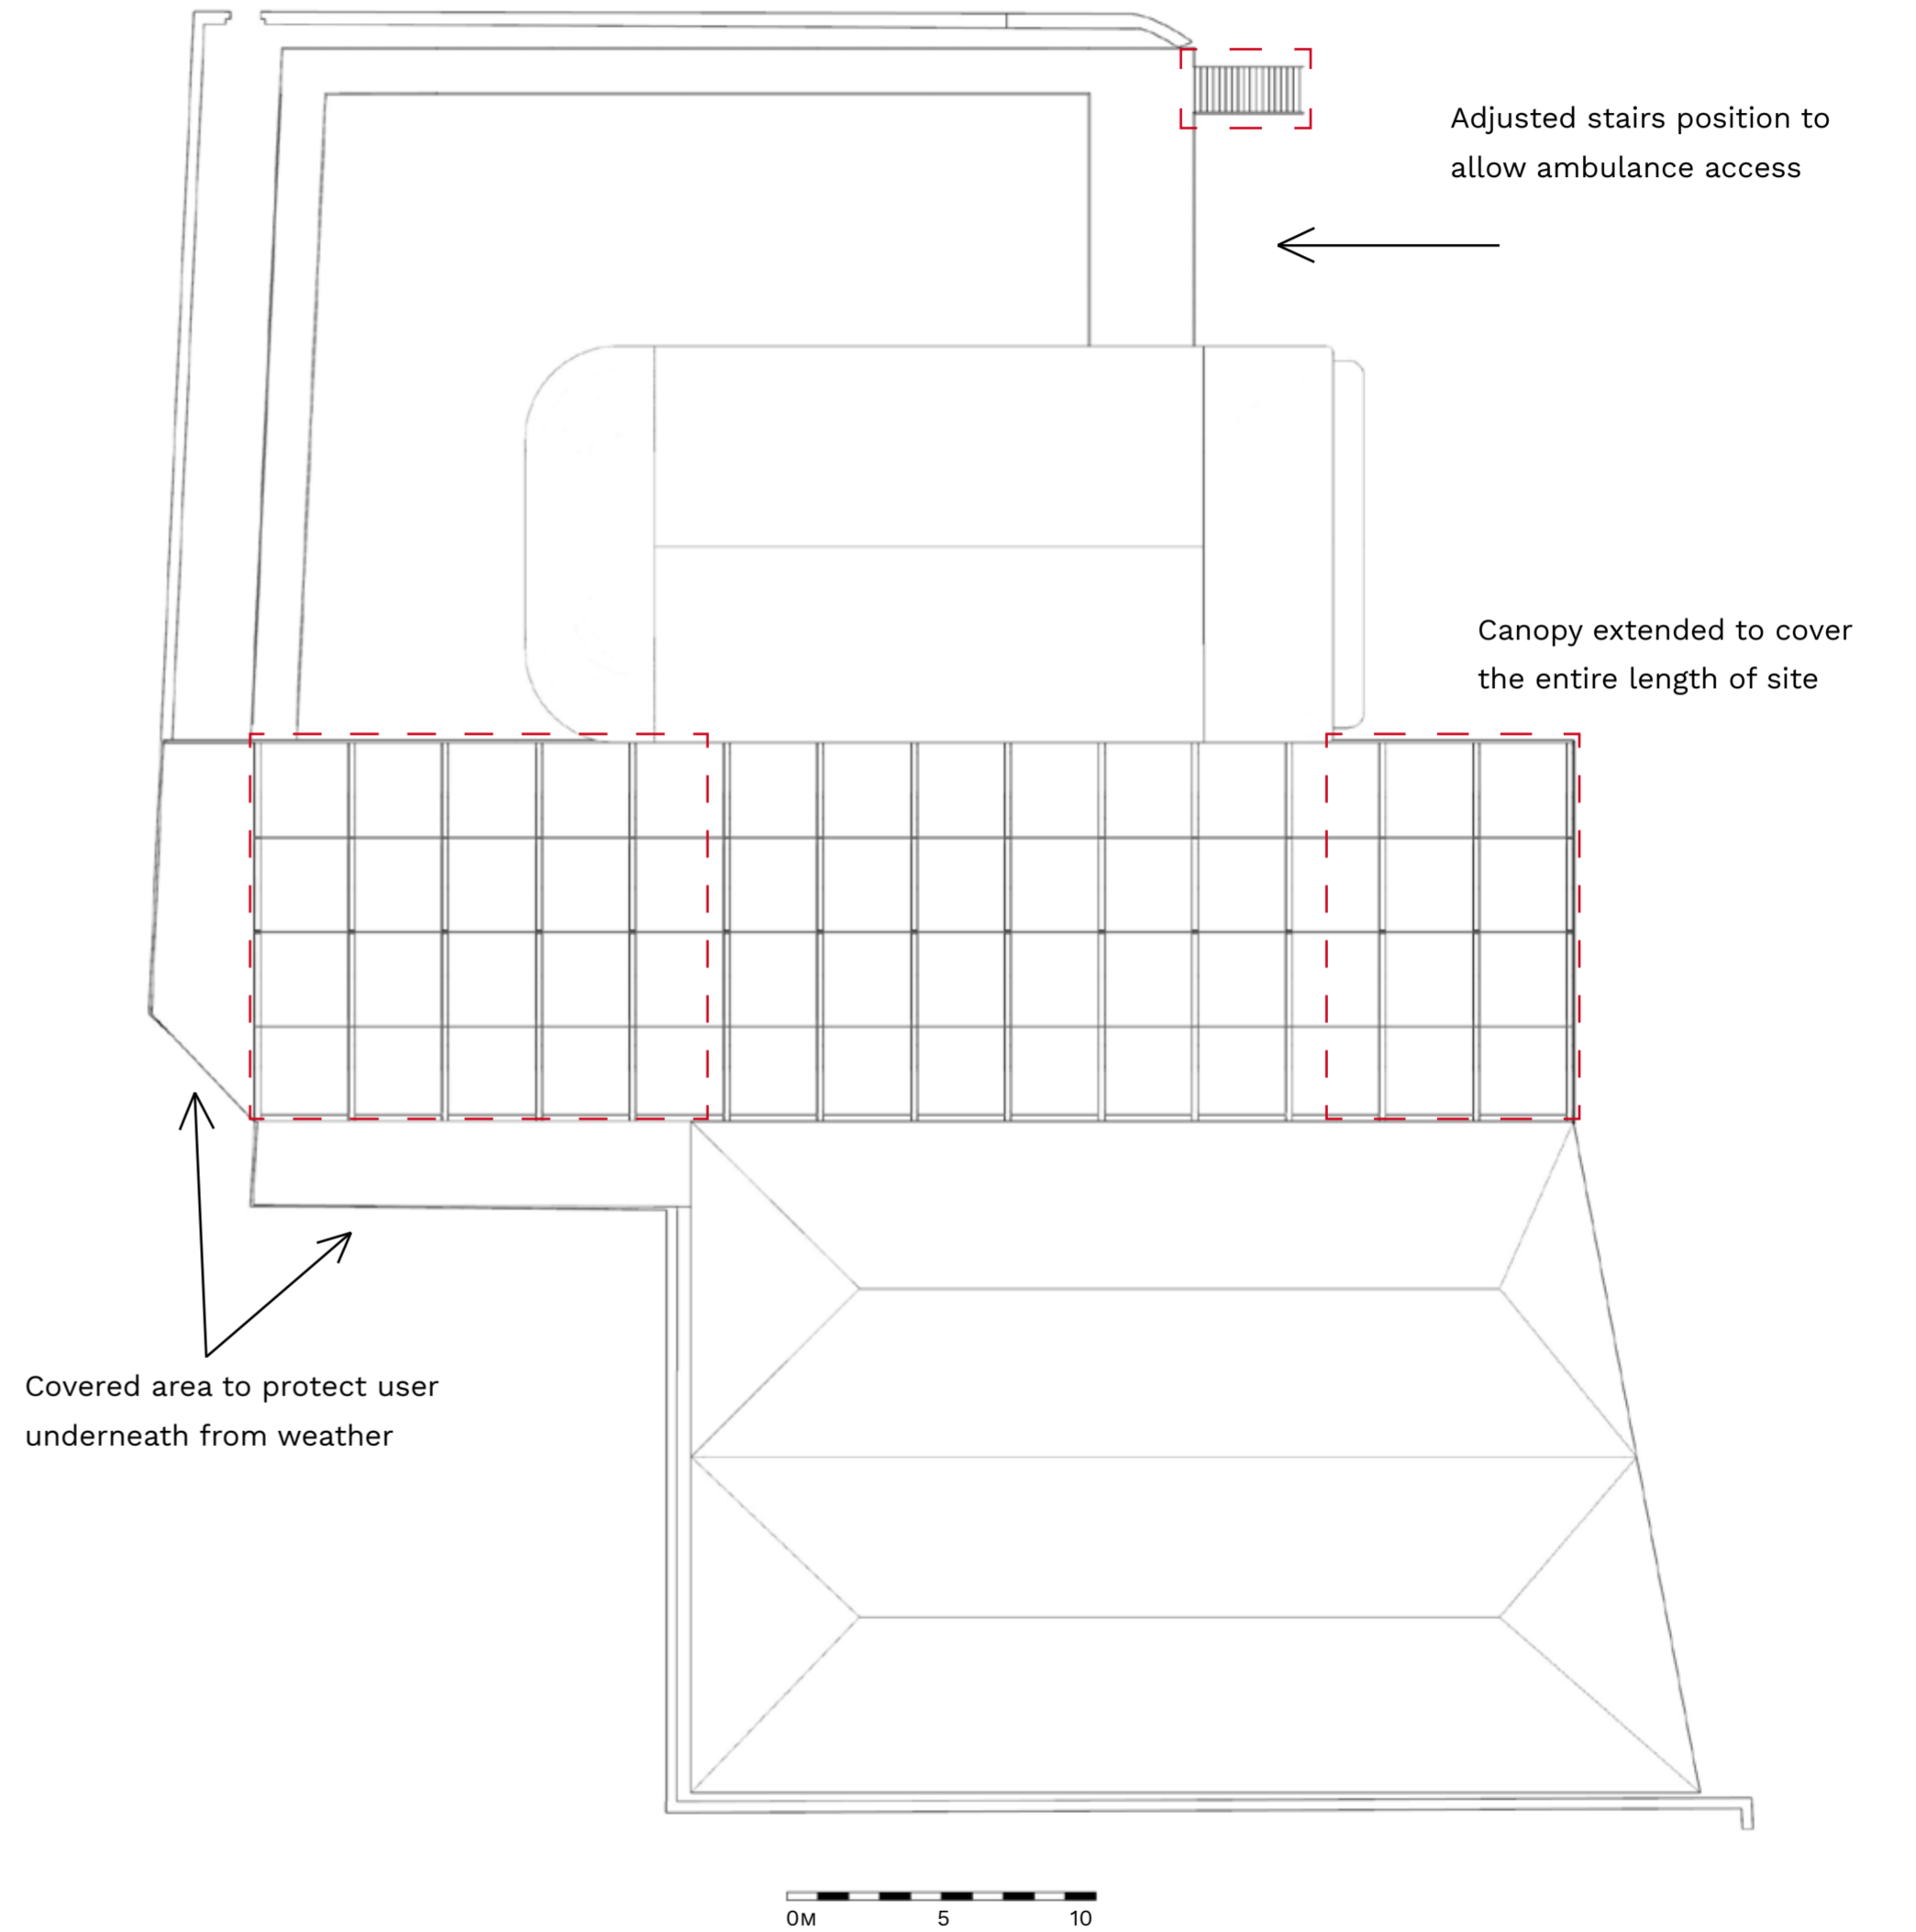 Adjusted stairs position to
allow ambulance access
Canopy extended to cover
the entire length of site
Covered area to protect user
underneath from weather
0M 5 10